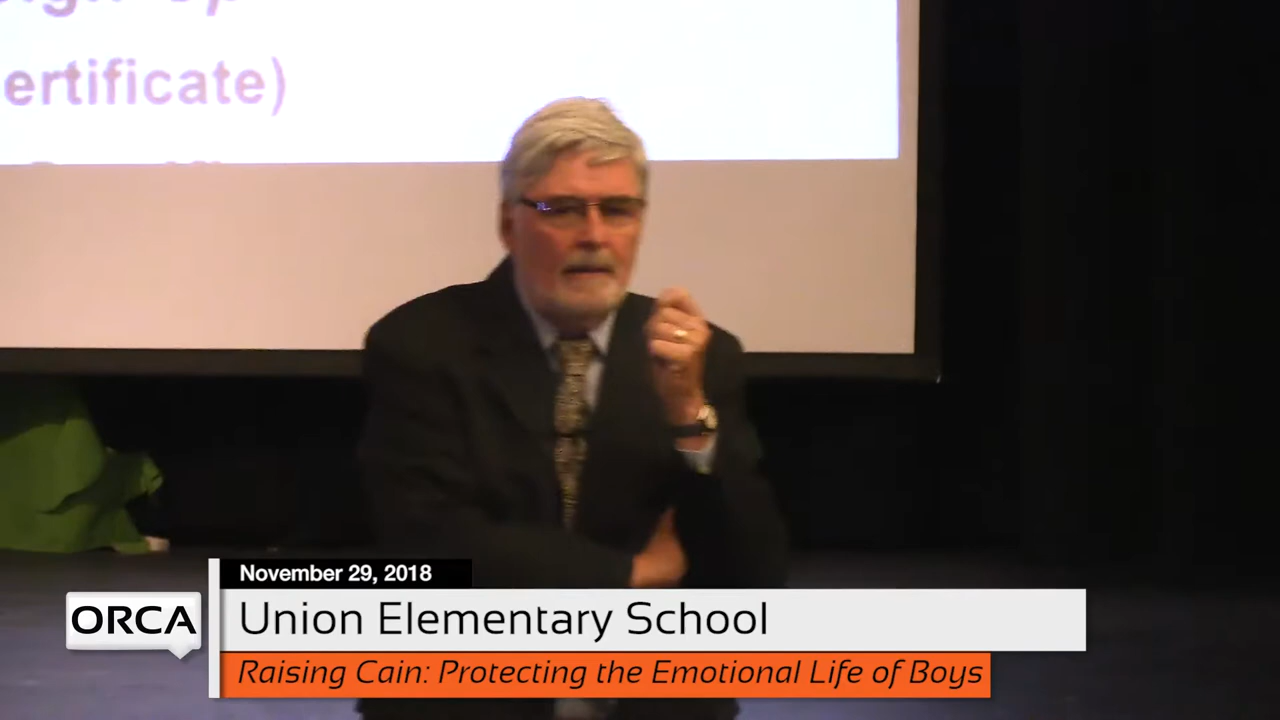 ertificate)
November 29, 2018
ORCA
Union Elementary School
Raising Cain: Protecting the Emotional Life of Boys